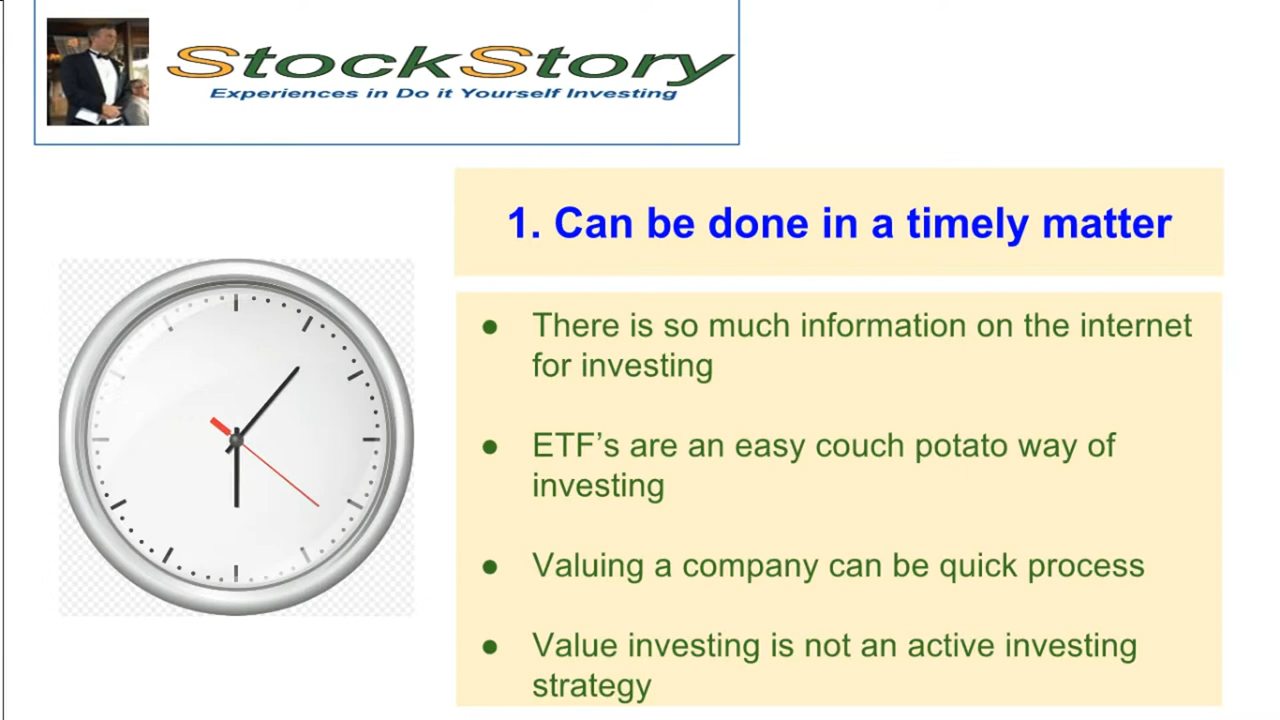 StockStory
Experiences in Do it Yourself Investing
1. Can be done in a timely matter
● There is so much information on the internet
for investing
● ETF’s are an easy couch potato way of
investing
● Valuing a company can be quick process
● Value investing is not an active investing
strategy